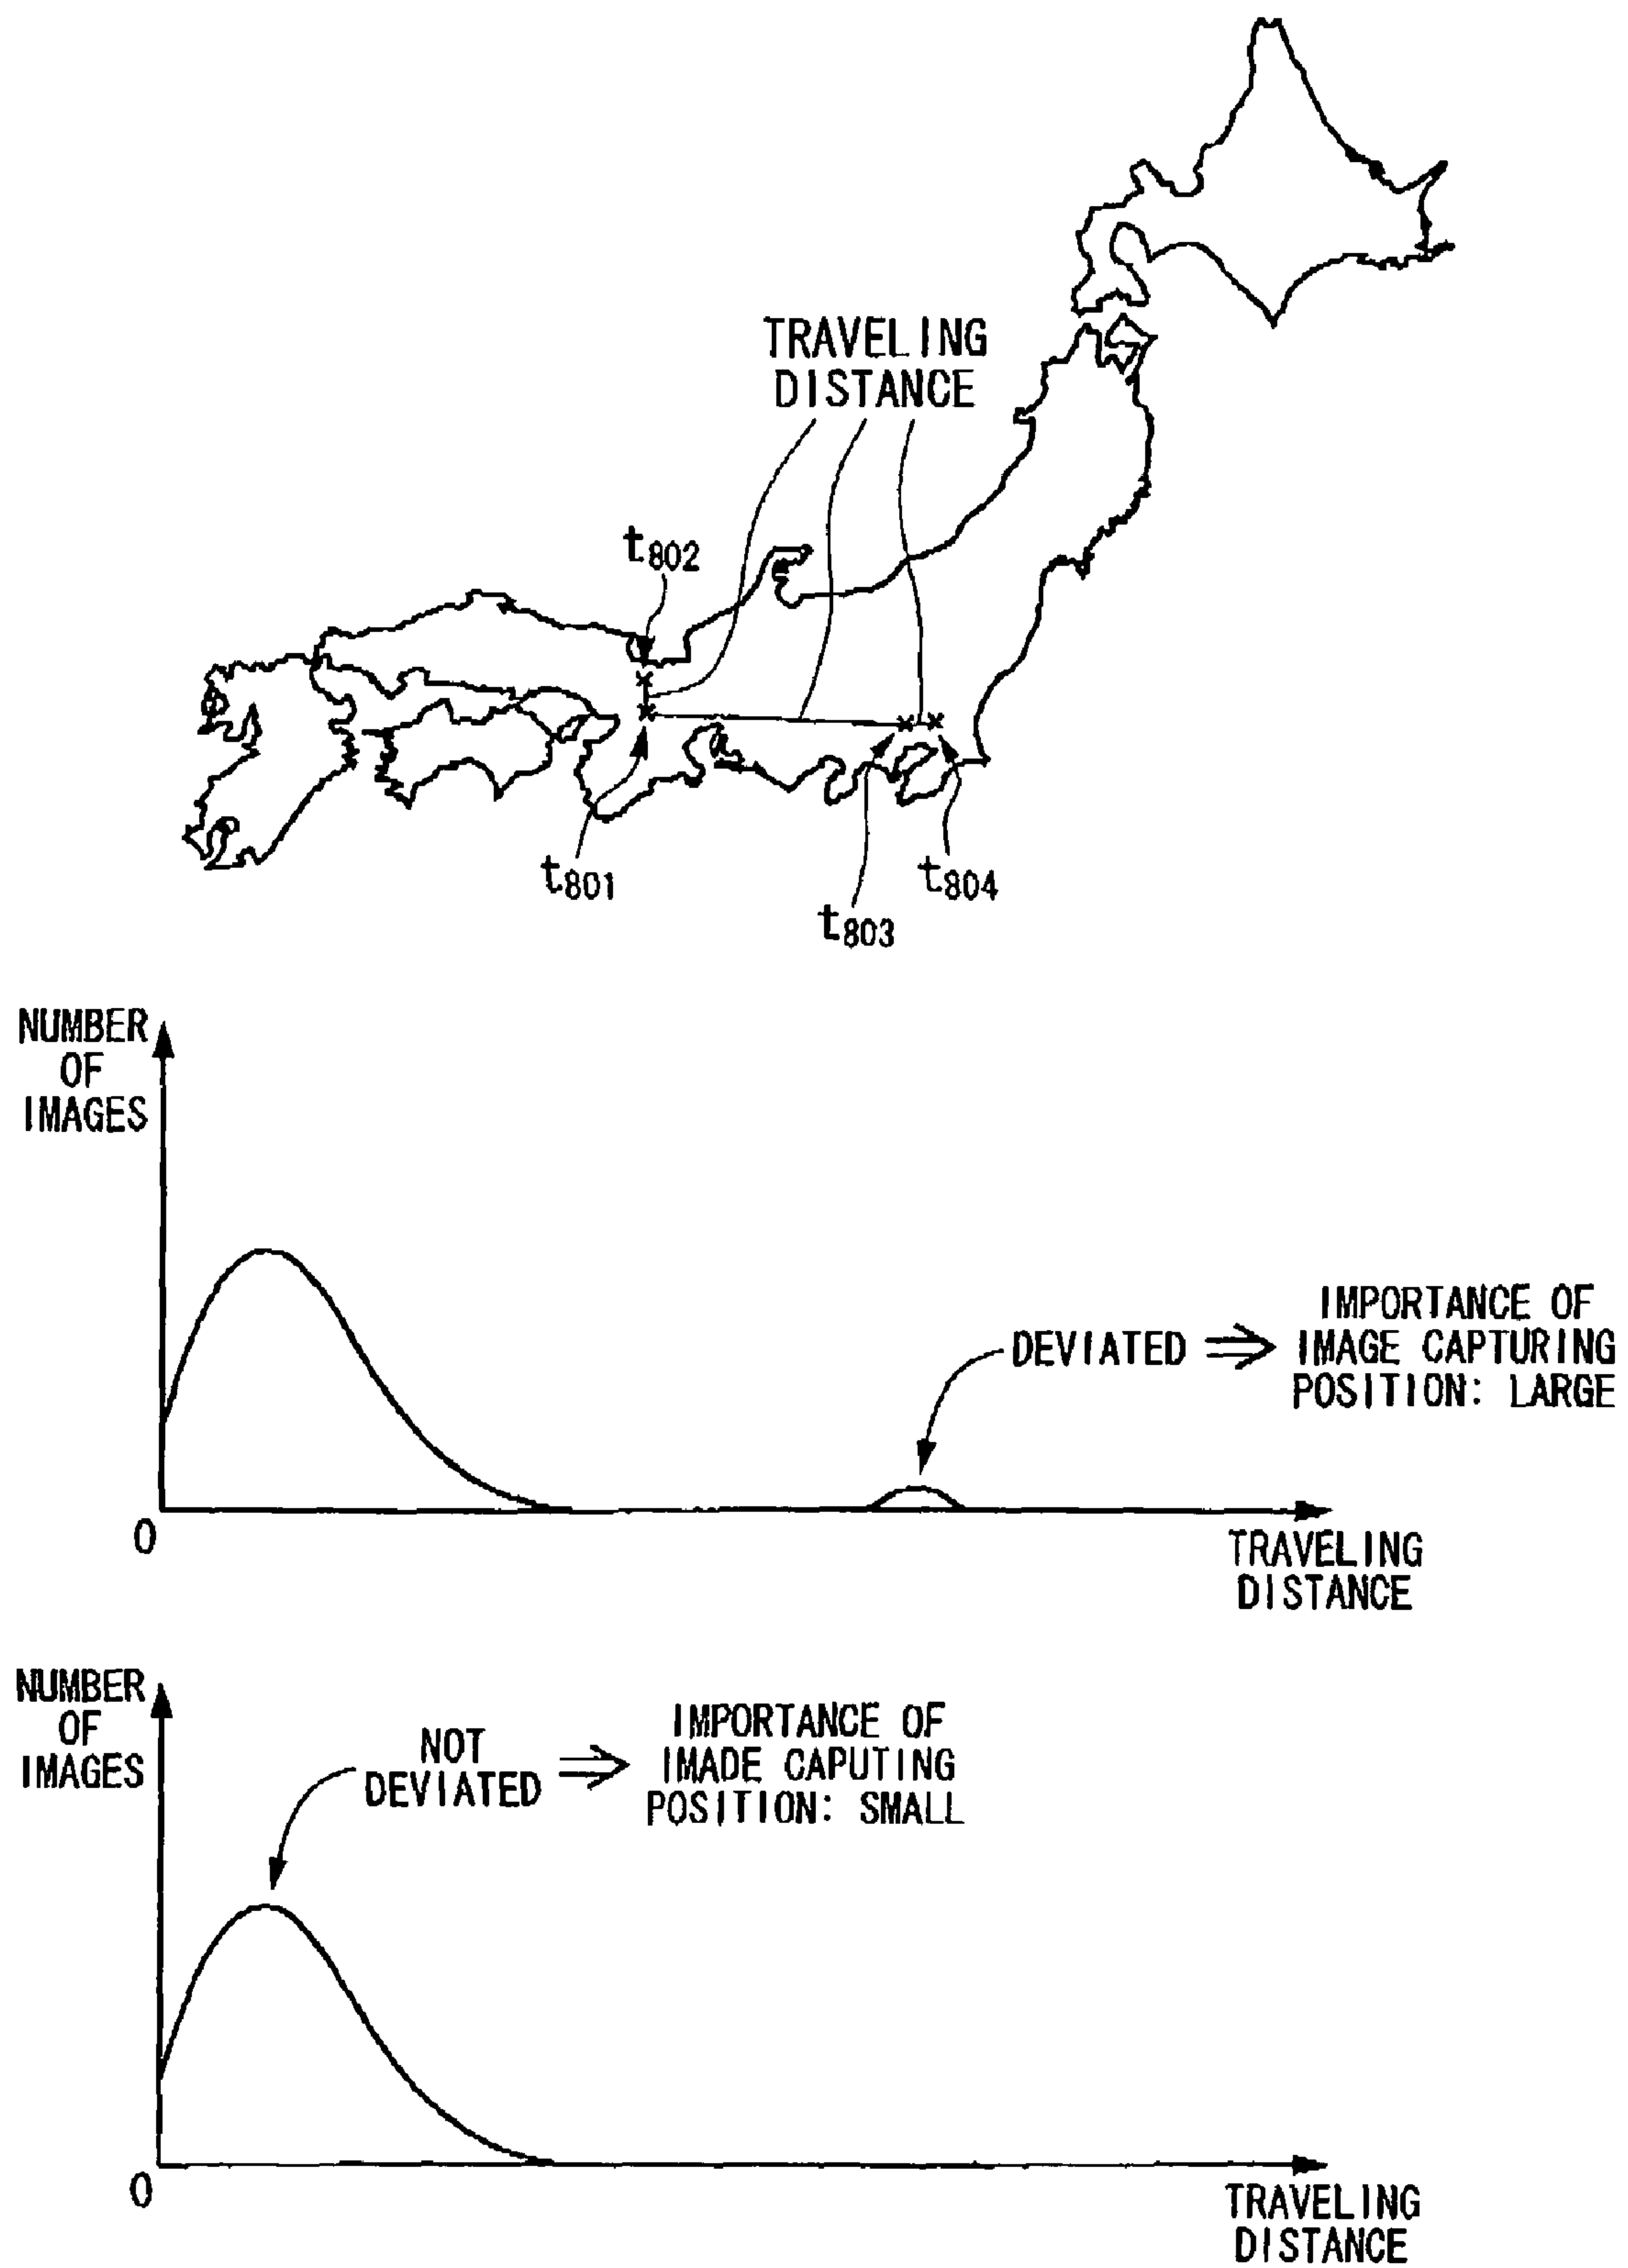 TRAVELING
DISTANCE
t802
t801
t803
t804
NUMBER
OF
IMAGES
DEVIATED ⇒
IMPORTANCE OF
IMAGE CAPTURING
POSITION: LARGE
0
TRAVELING
DISTANCE
NUMBER
OF
IMAGES
NOT
DEVIATED ⇒
IMPORTANCE OF
IMADE CAPUTING
POSITION: SMALL
0
TRAVELING
DISTANCE